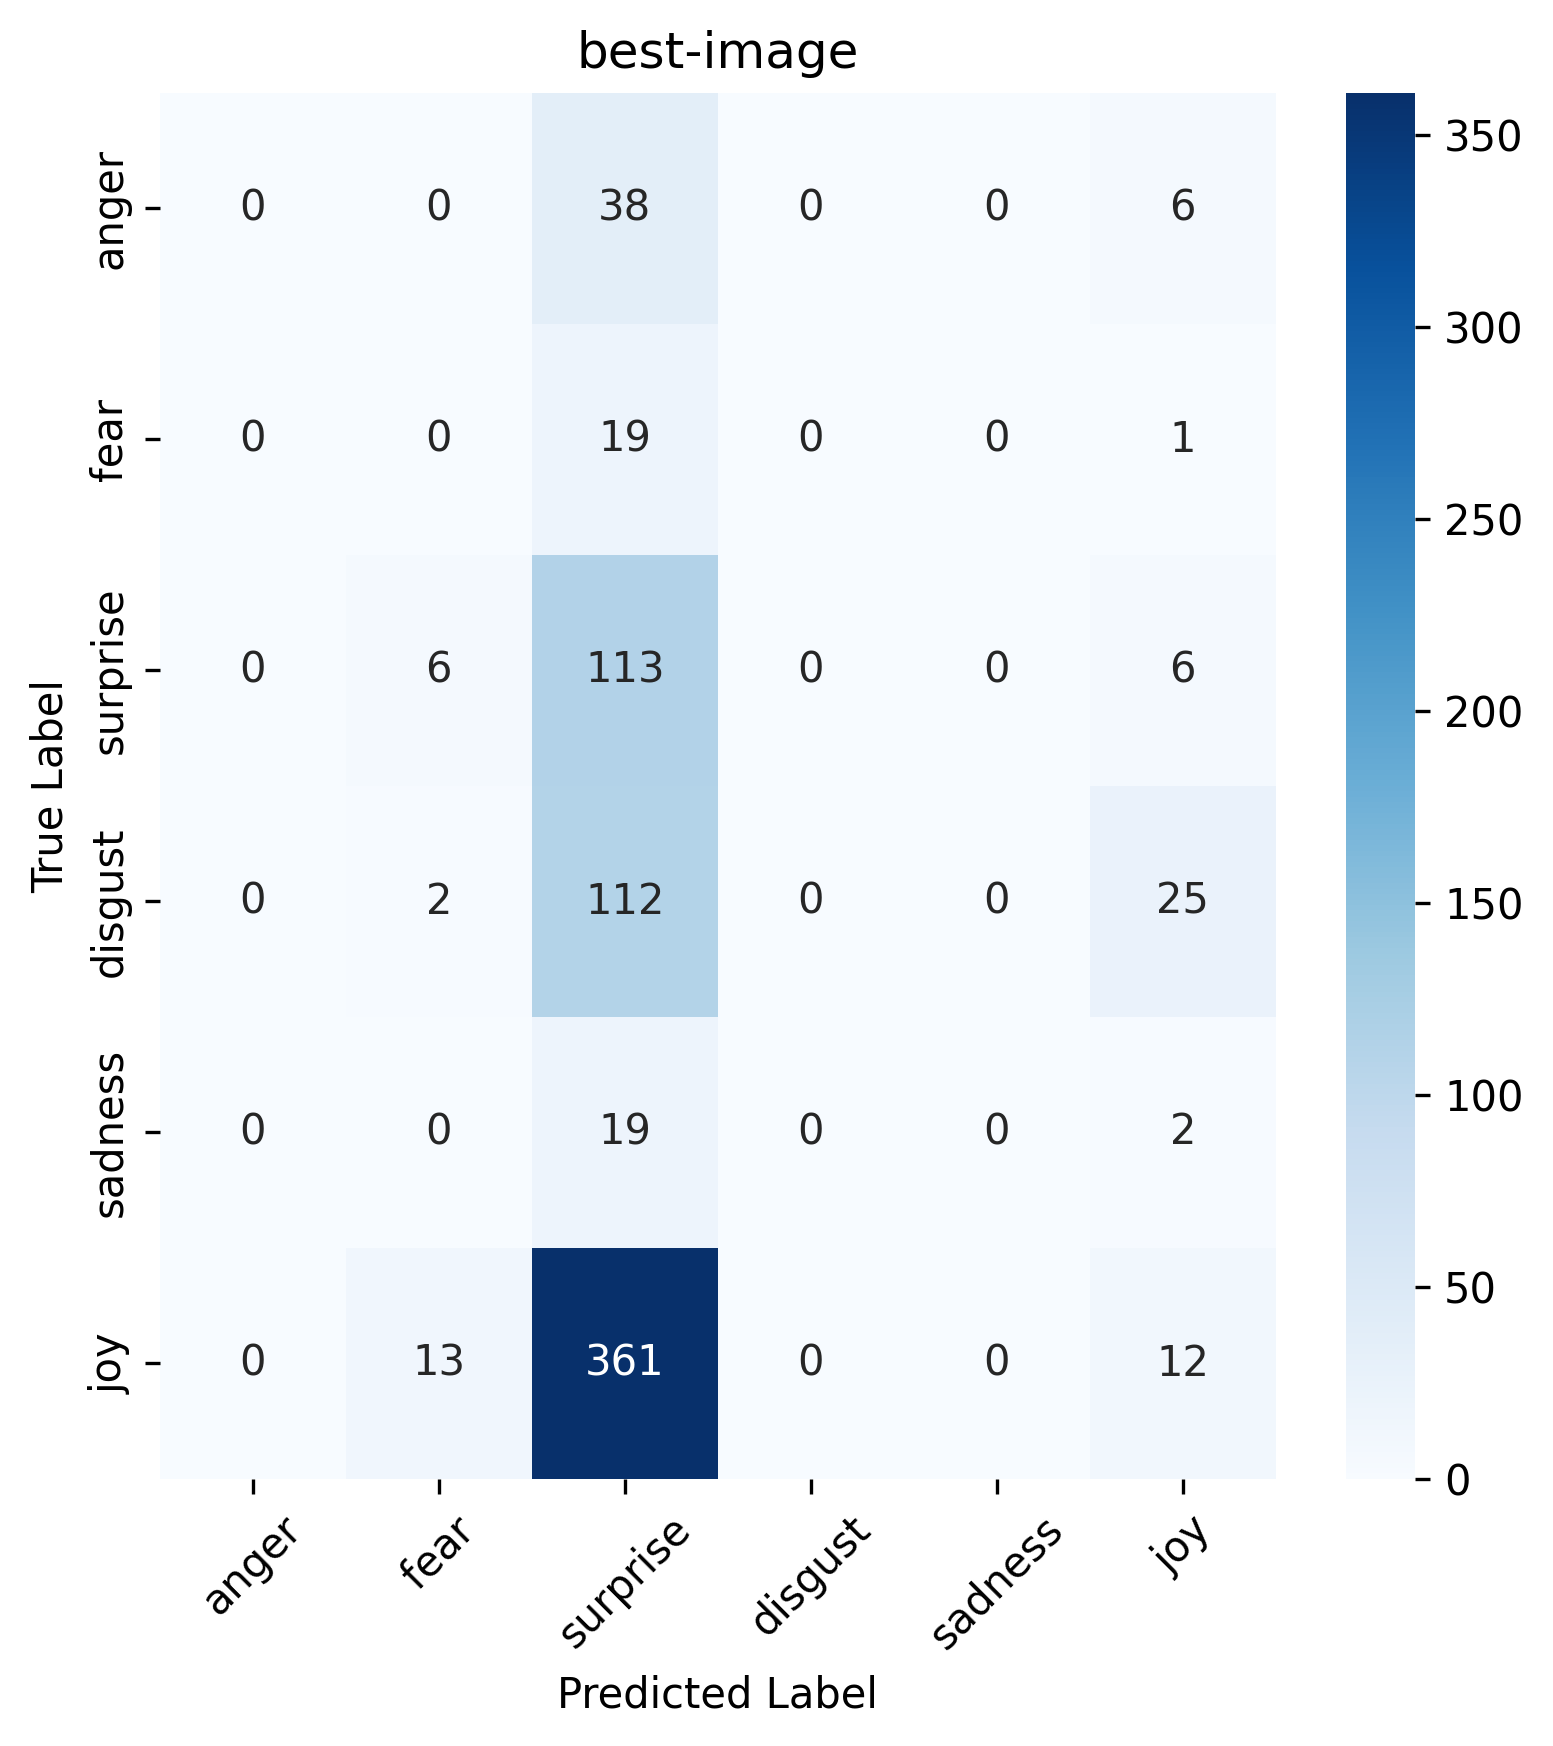 best-image
anger 0 0 38 0 0 6
fear 0 0 19 0 0 1
surprise 0 6 113 0 0 6
disgust 0 2 112 0 0 25
sadness 0 0 19 0 0 2
joy 0 13 361 0 0 12
anger fear surprise disgust sadness joy
True Label
Predicted Label
350
300
250
200
150
100
50
0